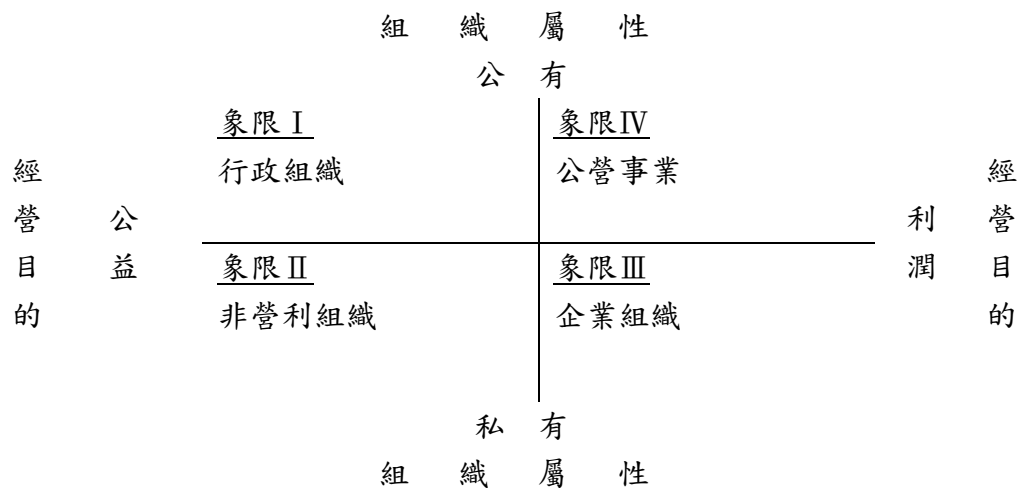 組織屬性
公有
象限Ⅰ
象限Ⅳ
行政組織
公營事業
經營目的
公益
利潤
經營目的
象限Ⅱ
象限Ⅲ
非營利組織
企業組織
私有
組織屬性